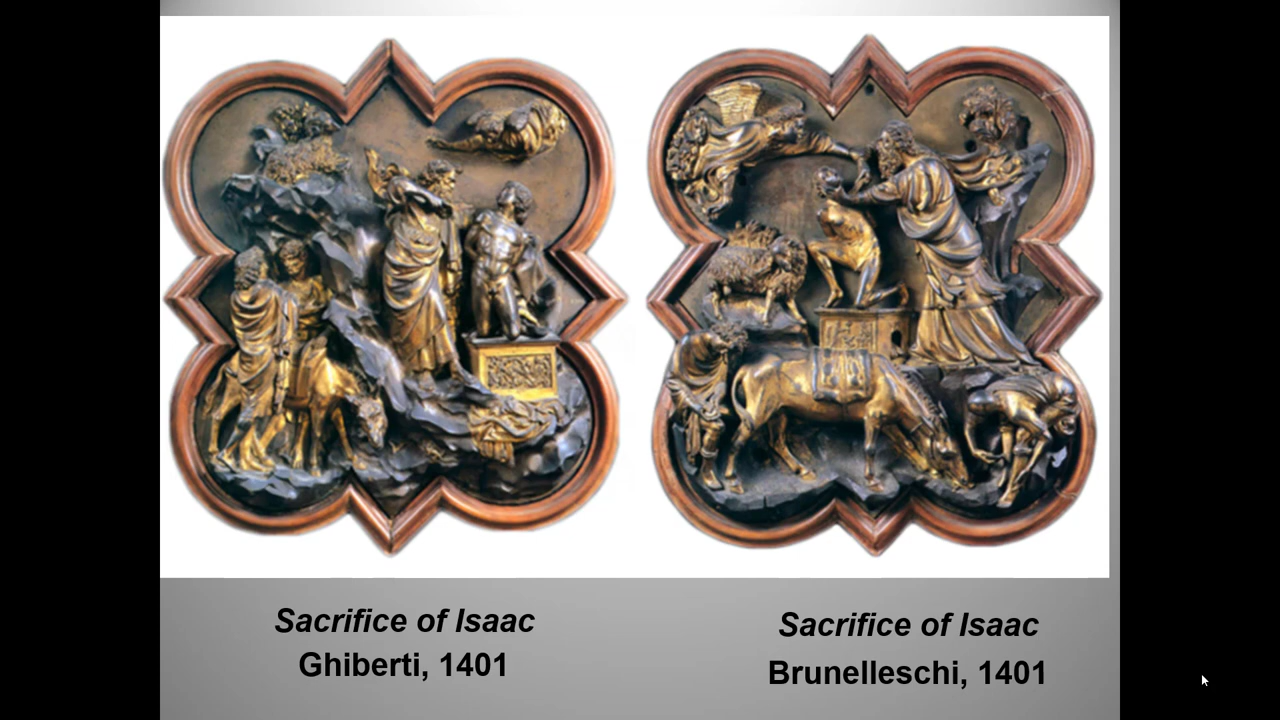 Sacrifice of Isaac
Ghiberti, 1401
Sacrifice of Isaac
Brunelleschi, 1401